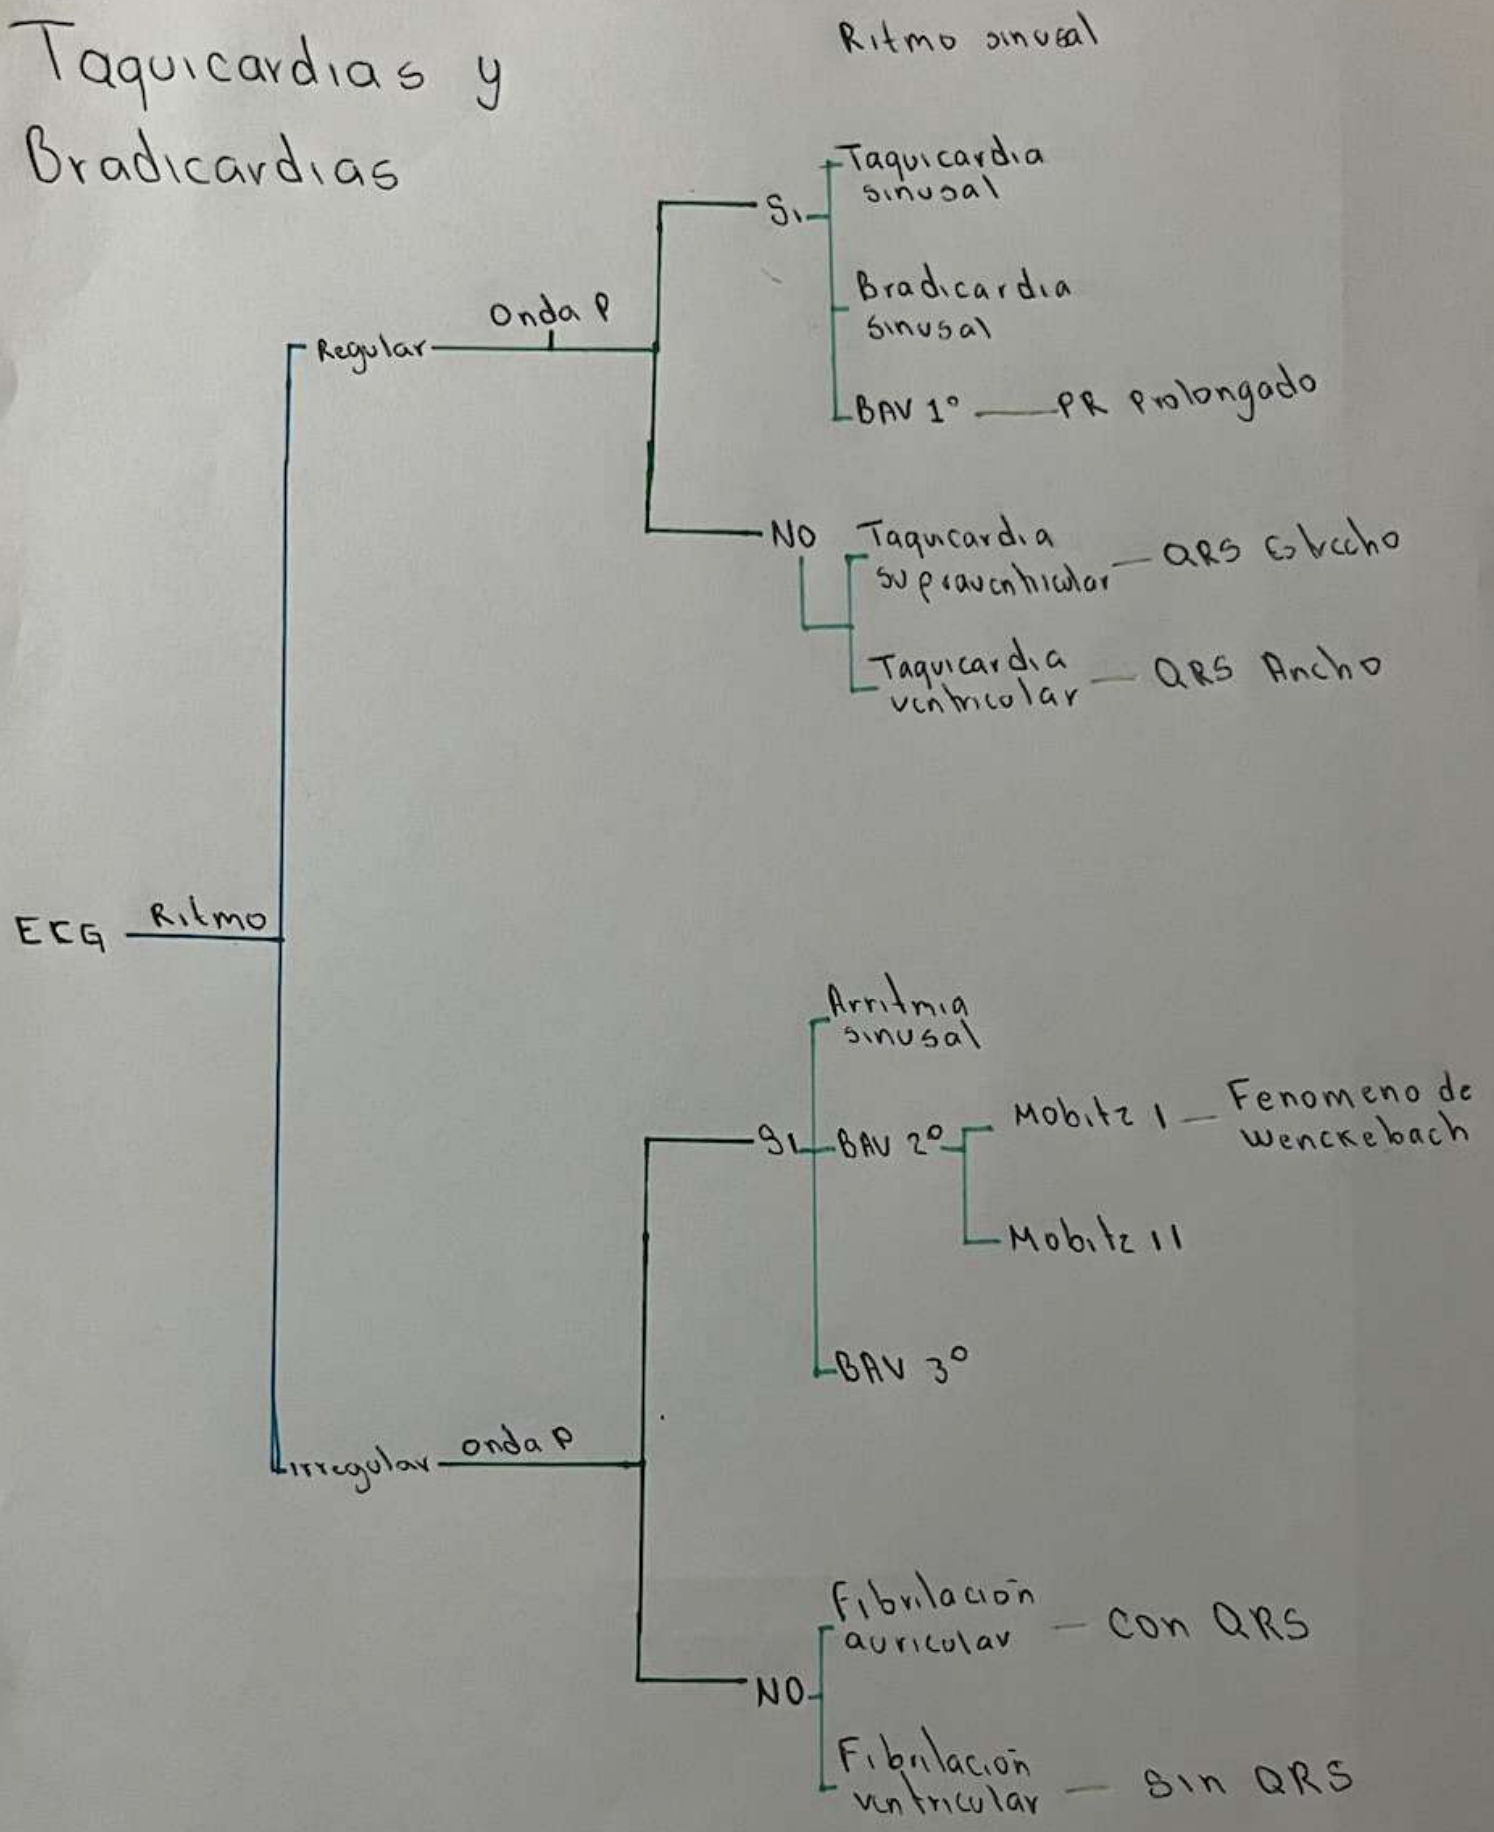 Taquicardias y
Bradicardias
Ritmo sinusal
Si
Taquicardia
sinusal
Bradicardia
sinusal
BAV 1° PR Prolongado
Regular Onda P
NO
Taquicardia
supraventricular QRS Estrecho
Taquicardia
ventricular QRS Ancho
ECG Ritmo
Arritmia
sinusal
Si BAV 2° Mobitz I Fenomeno de
Wenckebach
Mobitz II
BAV 3°
Irregular onda P
Fibrilación
auricular Con QRS
NO
Fibrilación
ventricular Sin QRS